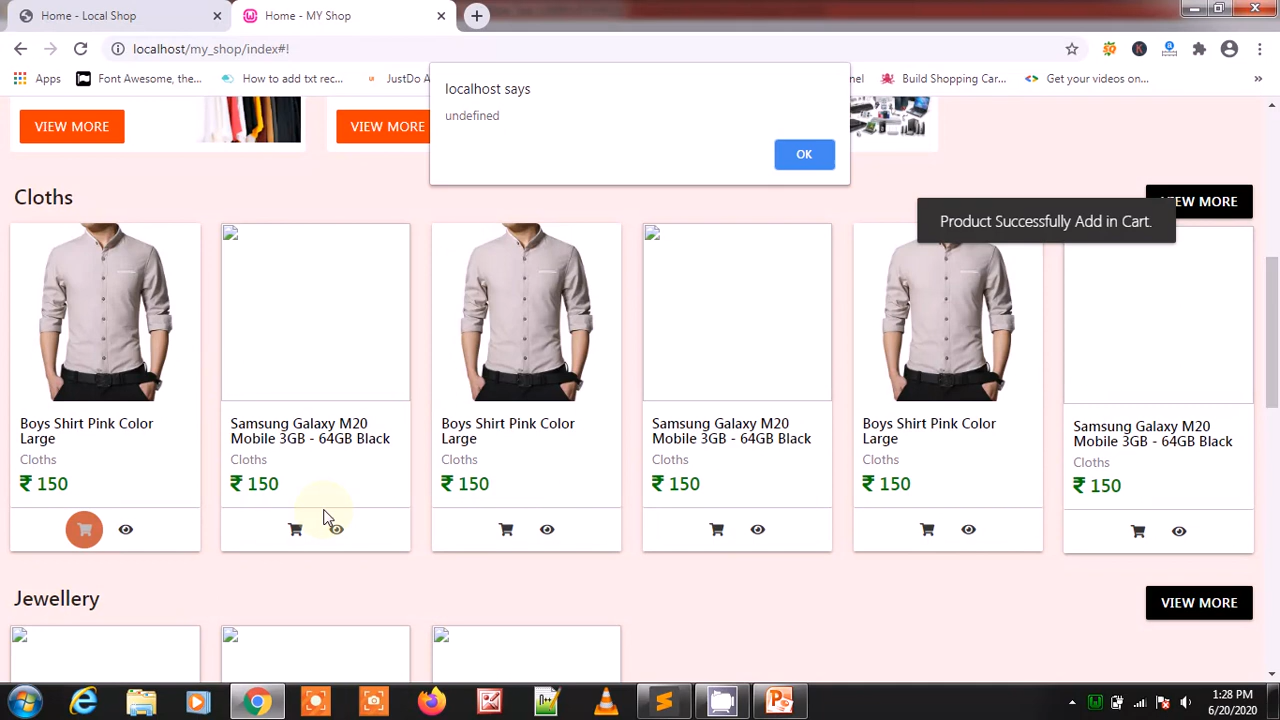 Home - Local Shop
Home - MY Shop
localhost/my_shop/index#!
Apps
Font Awesome, the...
How to add txt rec...
JustDo A
el
Build Shopping Car...
Get your videos on...
»
localhost says
undefined
OK
VIEW MORE
VIEW MORE
Cloths
VIEW MORE
Product Successfully Add in Cart.
Boys Shirt Pink Color
Large
Cloths
₹ 150
Samsung Galaxy M20
Mobile 3GB - 64GB Black
Cloths
₹ 150
Boys Shirt Pink Color
Large
Cloths
₹ 150
Samsung Galaxy M20
Mobile 3GB - 64GB Black
Cloths
₹ 150
Boys Shirt Pink Color
Large
Cloths
₹ 150
Samsung Galaxy M20
Mobile 3GB - 64GB Black
Cloths
₹ 150
Jewellery
VIEW MORE
1:28 PM
6/20/2020